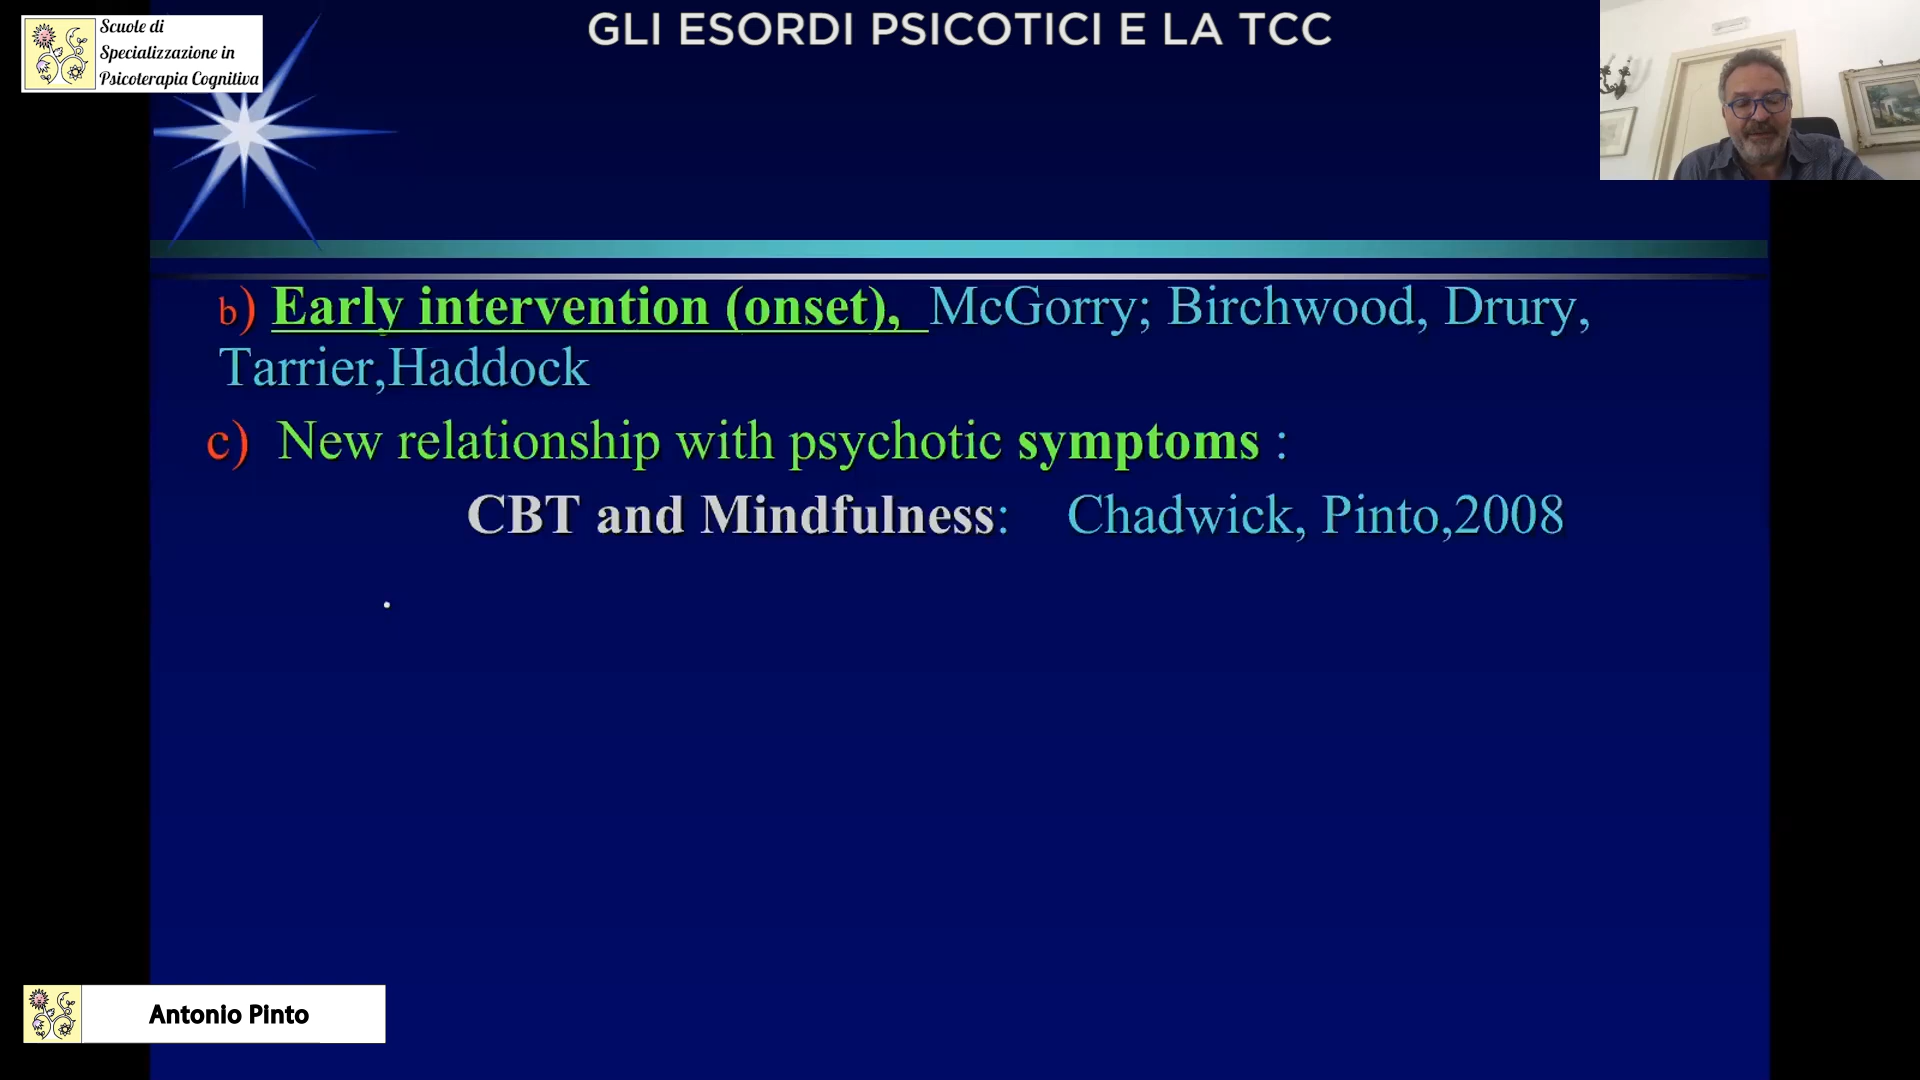 Scuole di
Specializzazione in
Psicoterapia Cognitiva
GLI ESORDI PSICOTICI E LA TCC
b) Early intervention (onset), McGorry; Birchwood, Drury,
Tarrier,Haddock
c) New relationship with psychotic symptoms :
CBT and Mindfulness: Chadwick, Pinto,2008
.
Antonio Pinto